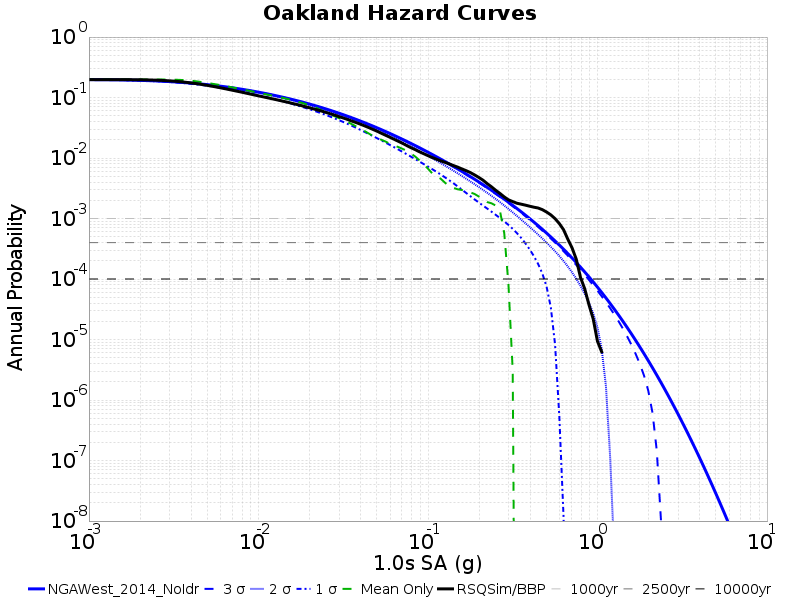 Oakland Hazard Curves
10^0
10^-1
10^-2
10^-3
10^-4
10^-5
10^-6
10^-7
10^-8
Annual Probability
10^-3 10^-2 10^-1 10^0 10^1
1.0s SA (g)
NGAWest_2014_NoIdr 3 σ 2 σ 1 σ Mean Only RSQSim/BBP 1000yr 2500yr 10000yr